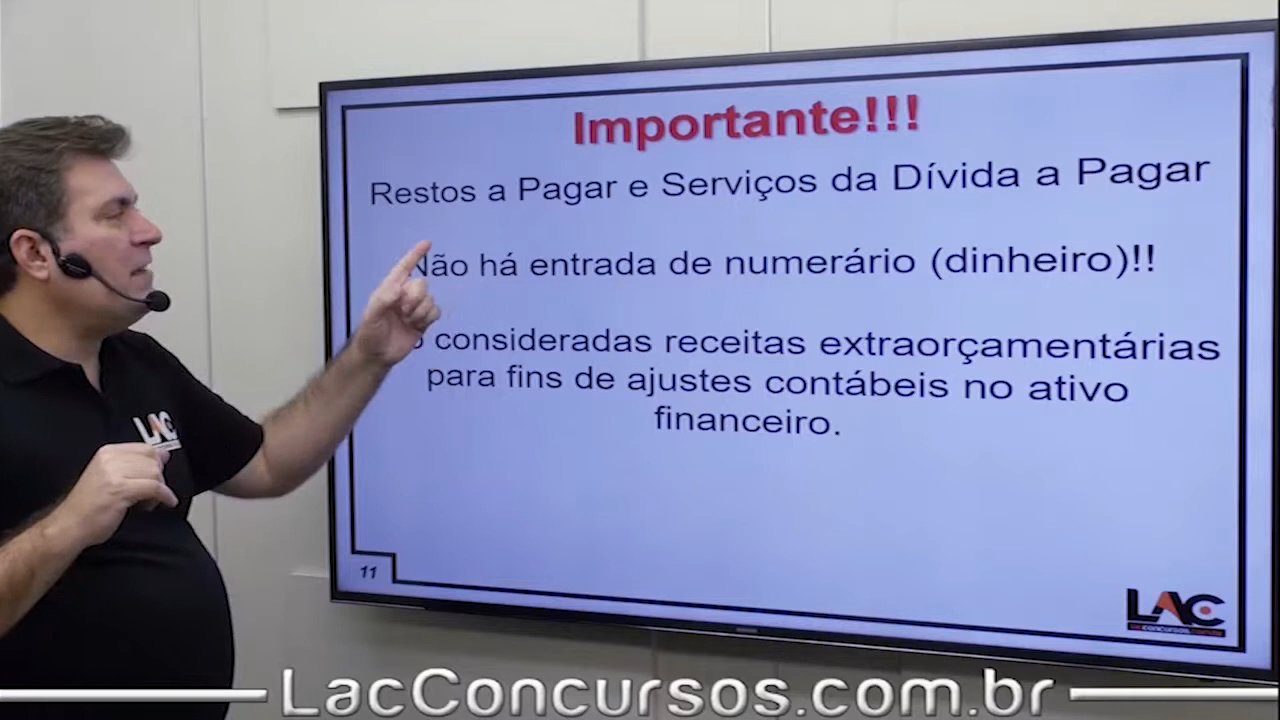 Importante!!!
Restos a Pagar e Serviços da Dívida a Pagar
Não há entrada de numerário (dinheiro)!!
consideradas receitas extraorçamentárias
para fins de ajustes contábeis no ativo
financeiro.
11
LAC
LAC
LacConcursos.com.br